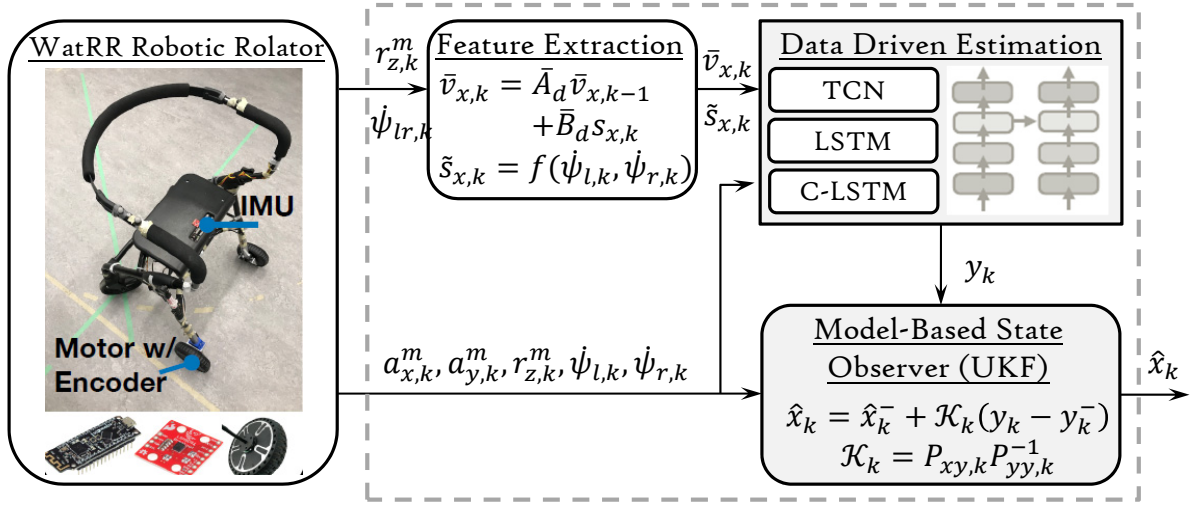 WatRR Robotic Rolator
IMU
Motor w/
Encoder
r^m_{z,k}
ψ̇_{lr,k}
Feature Extraction
v̄_{x,k} = Ā_d v̄_{x,k−1}
+B̄_d s_{x,k}
s̃_{x,k} = f(ψ̇_{l,k}, ψ̇_{r,k})
v̄_{x,k}
s̃_{x,k}
Data Driven Estimation
TCN
LSTM
C-LSTM
y_k
a^m_{x,k}, a^m_{y,k}, r^m_{z,k}, ψ̇_{l,k}, ψ̇_{r,k}
Model-Based State
Observer (UKF)
x̂_k = x̂^−_k + 𝒦_k(y_k − y^−_k)
𝒦_k = P_{xy,k}P^{−1}_{yy,k}
x̂_k